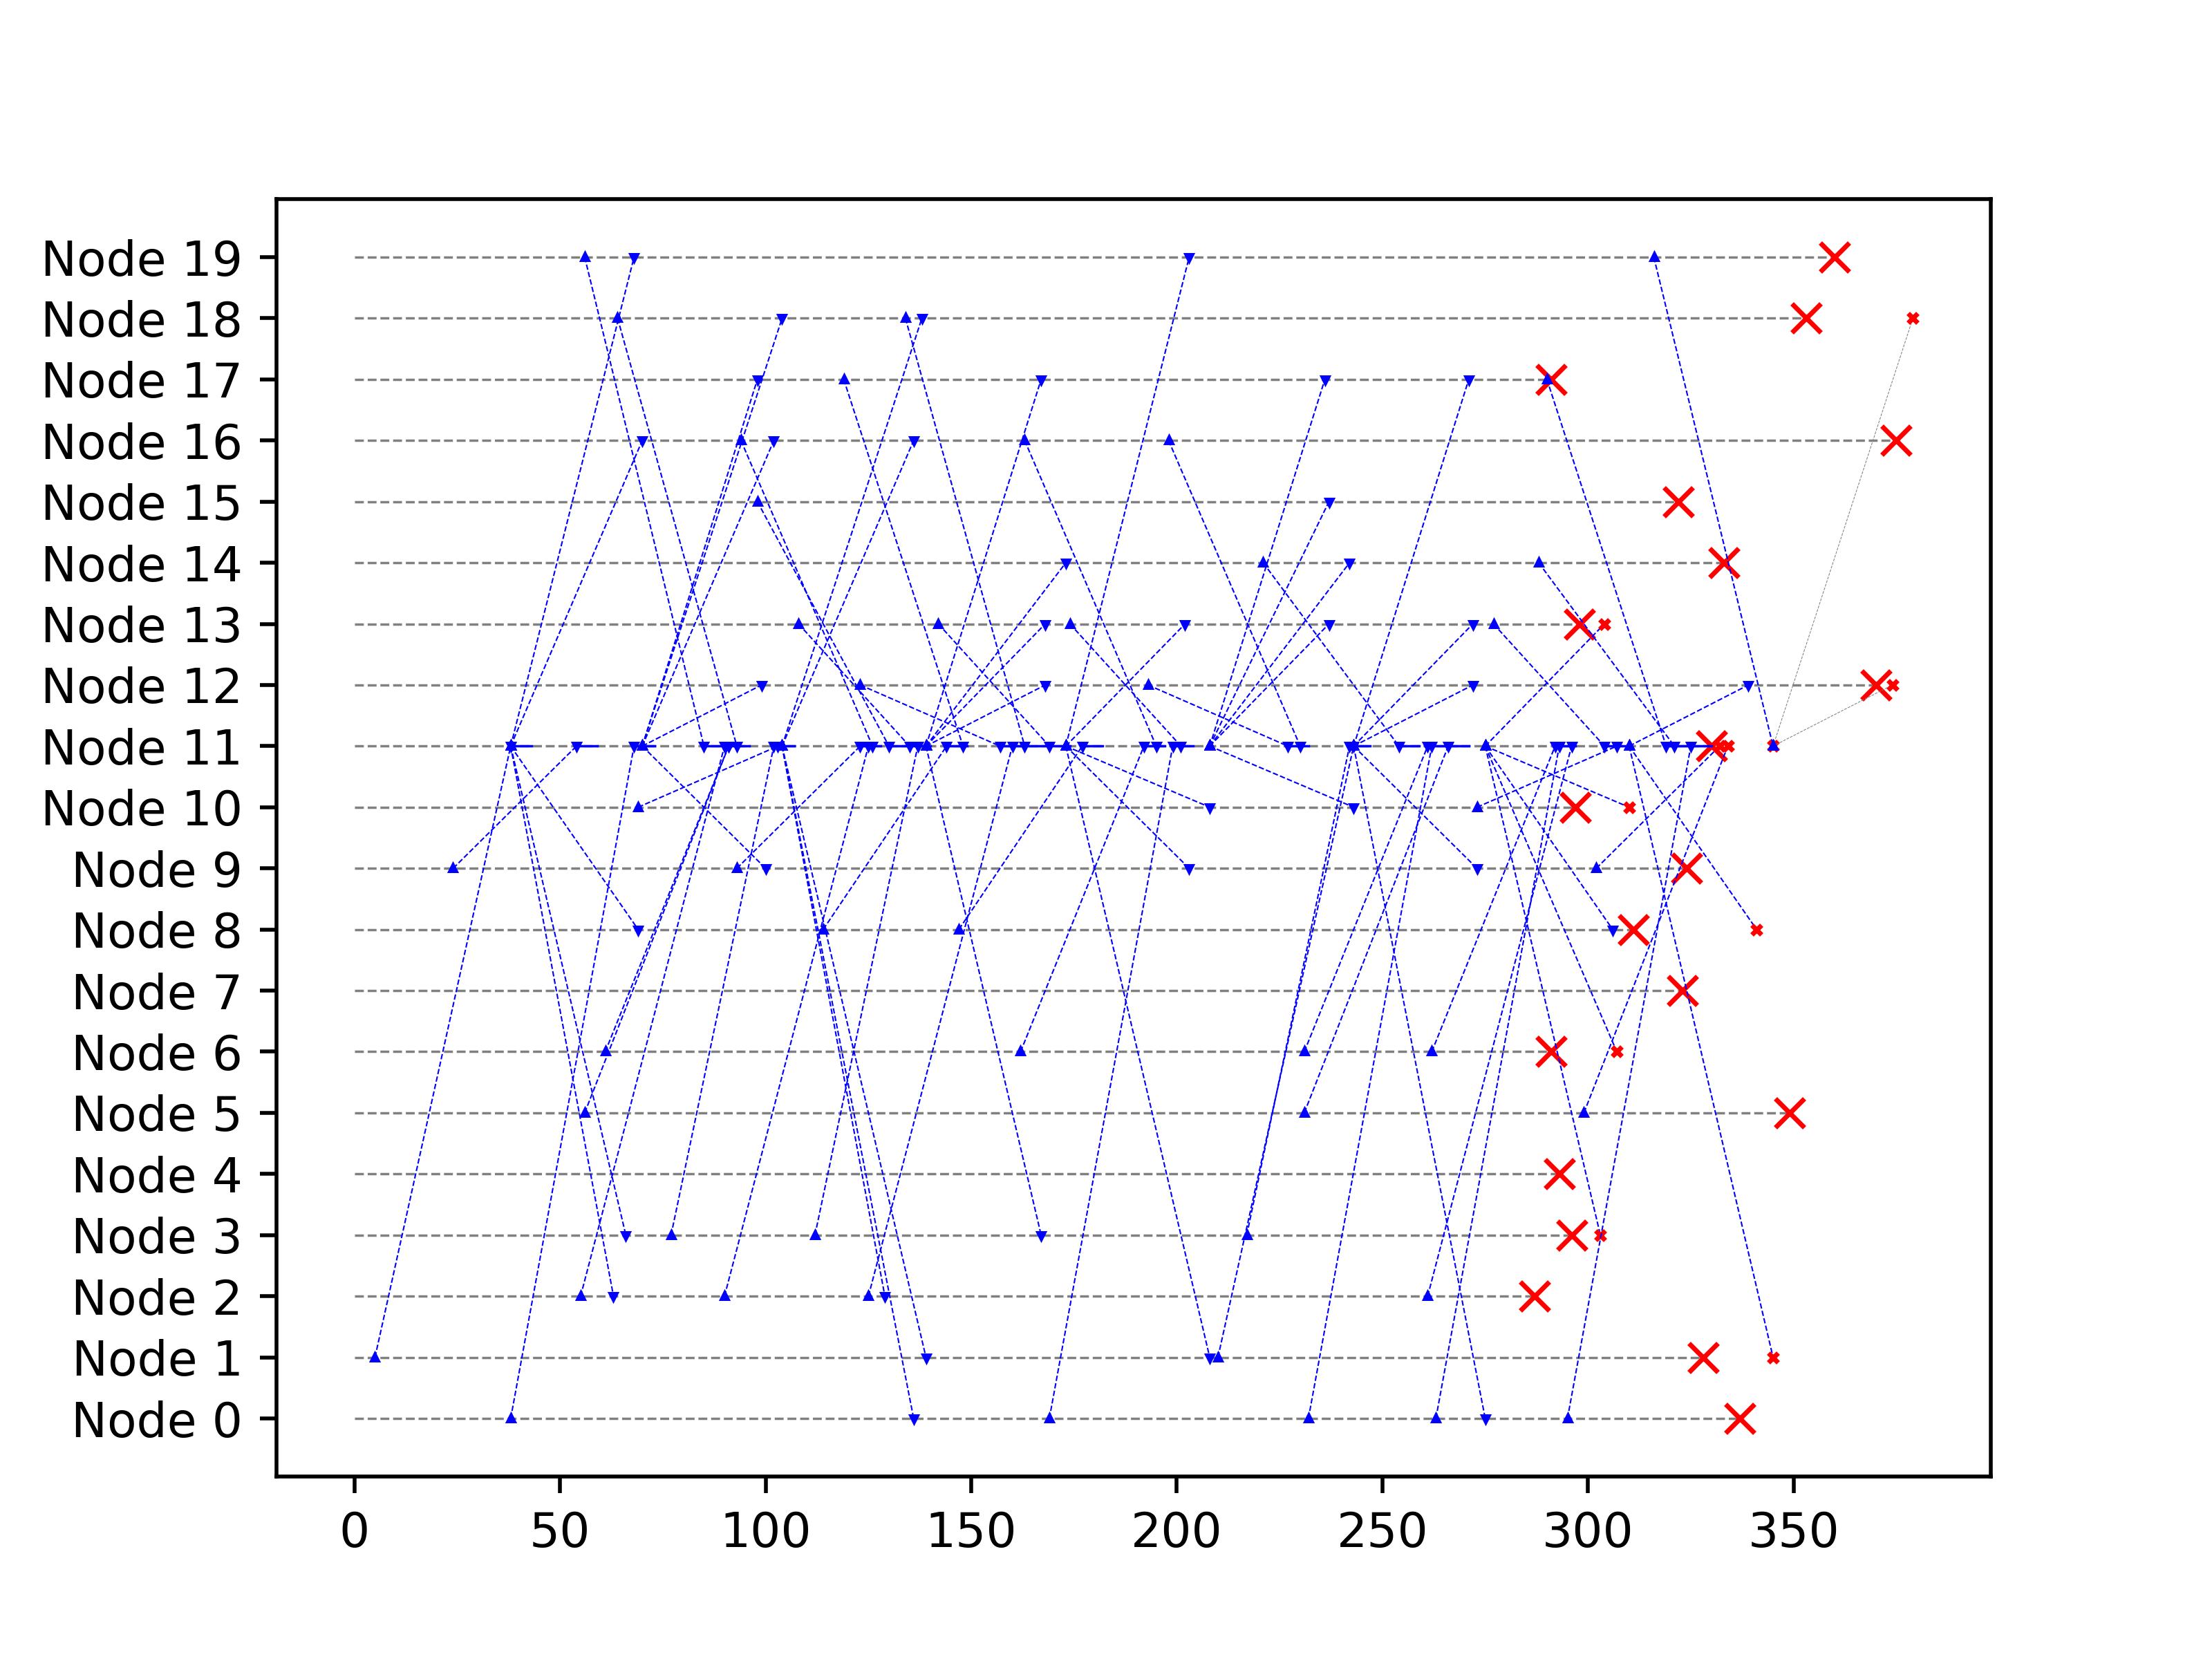 Node 19
Node 18
Node 17
Node 16
Node 15
Node 14
Node 13
Node 12
Node 11
Node 10
Node 9
Node 8
Node 7
Node 6
Node 5
Node 4
Node 3
Node 2
Node 1
Node 0
0 50 100 150 200 250 300 350